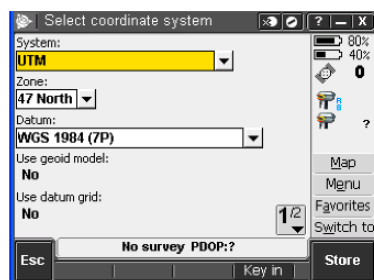 Select coordinate system
? — X
System:
UTM
Zone:
47 North
Datum:
WGS 1984 (7P)
Use geoid model:
No
Use datum grid:
No
1/2
80%
40%
0
?
Map
Menu
Favorites
Switch to
No survey PDOP:?
Esc
Key in
Store